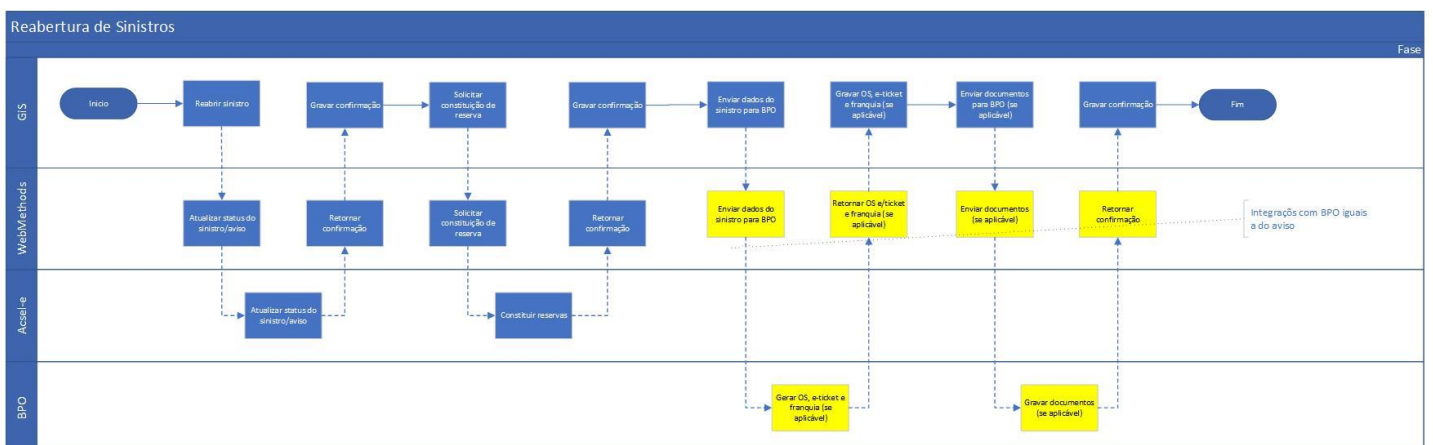 Reabertura de Sinistros
Fase
GIS
Inicio
Reabrir sinistro
Gravar confirmação
Solicitar
constituição de
reserva
Gravar confirmação
Enviar dados do
sinistro para BPO
Gravar OS, e-ticket
e franquia (se
aplicável)
Enviar documentos
para BPO (se
aplicável)
Gravar confirmação
Fim
WebMethods
Atualizar status do
sinistro/aviso
Retornar
confirmação
Solicitar
constituição de
reserva
Retornar
confirmação
Enviar dados do
sinistro para BPO
Retornar OS e/ticket
e franquia (se
aplicável)
Enviar documentos
(se aplicável)
Retornar
confirmação
Integraçõs com BPO iguais
a do aviso
Acsel-e
Atualizar status do
sinistro/aviso
Constituir reservas
BPO
Gerar OS, e-ticket e
franquia (se
aplicável)
Gravar documentos
(se aplicável)